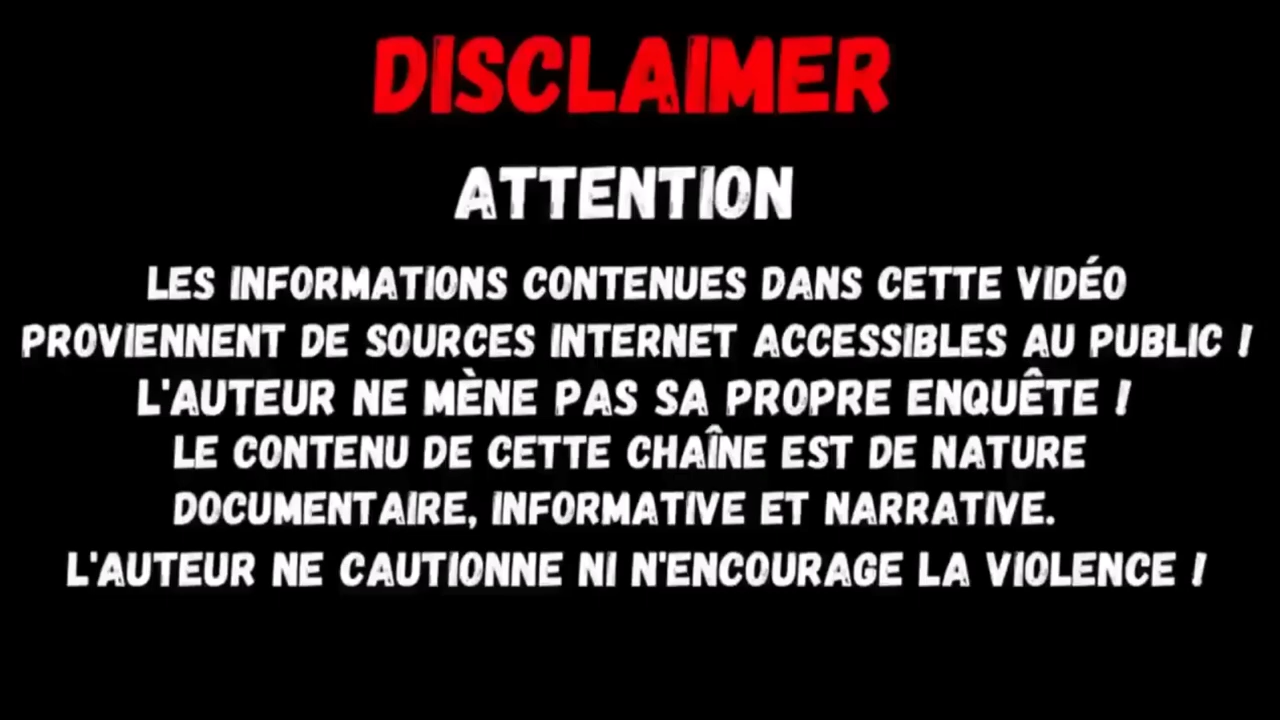 DISCLAIMER
ATTENTION
LES INFORMATIONS CONTENUES DANS CETTE VIDÉO
PROVIENNENT DE SOURCES INTERNET ACCESSIBLES AU PUBLIC !
L'AUTEUR NE MÈNE PAS SA PROPRE ENQUÊTE !
LE CONTENU DE CETTE CHAÎNE EST DE NATURE
DOCUMENTAIRE, INFORMATIVE ET NARRATIVE.
L'AUTEUR NE CAUTIONNE NI N'ENCOURAGE LA VIOLENCE !